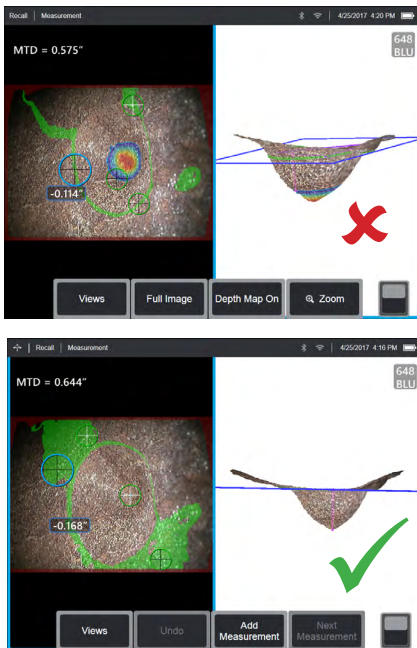 Recall Measurement 4/25/2017 4:20 PM
MTD = 0.575"
648
BLU
-0.114"
Views Full Image Depth Map On Zoom
Recall Measurement 4/25/2017 4:16 PM
MTD = 0.644"
648
BLU
-0.168"
Views Undo Add Measurement Next Measurement